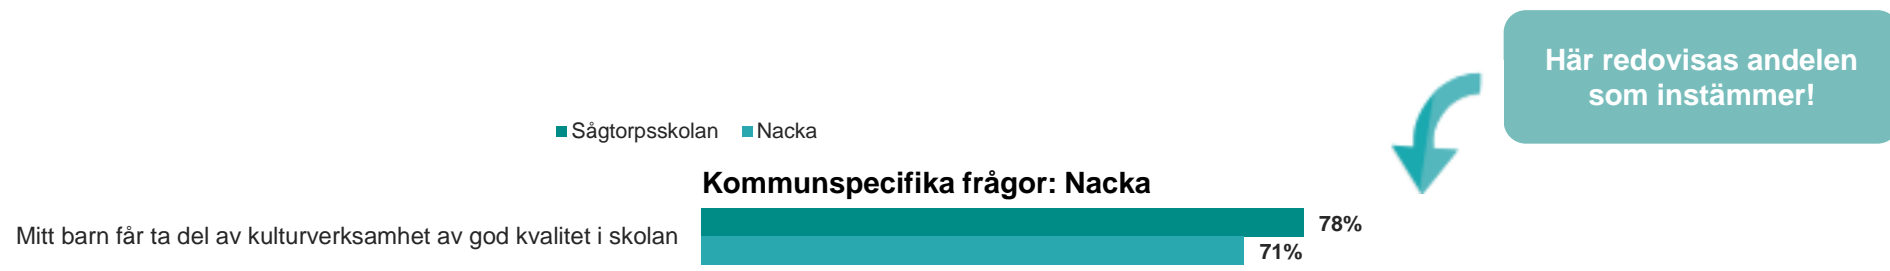 Här redovisas andelen
som instämmer!
Sågtorpsskolan Nacka
Kommunspecifika frågor: Nacka
Mitt barn får ta del av kulturverksamhet av god kvalitet i skolan
78%
71%